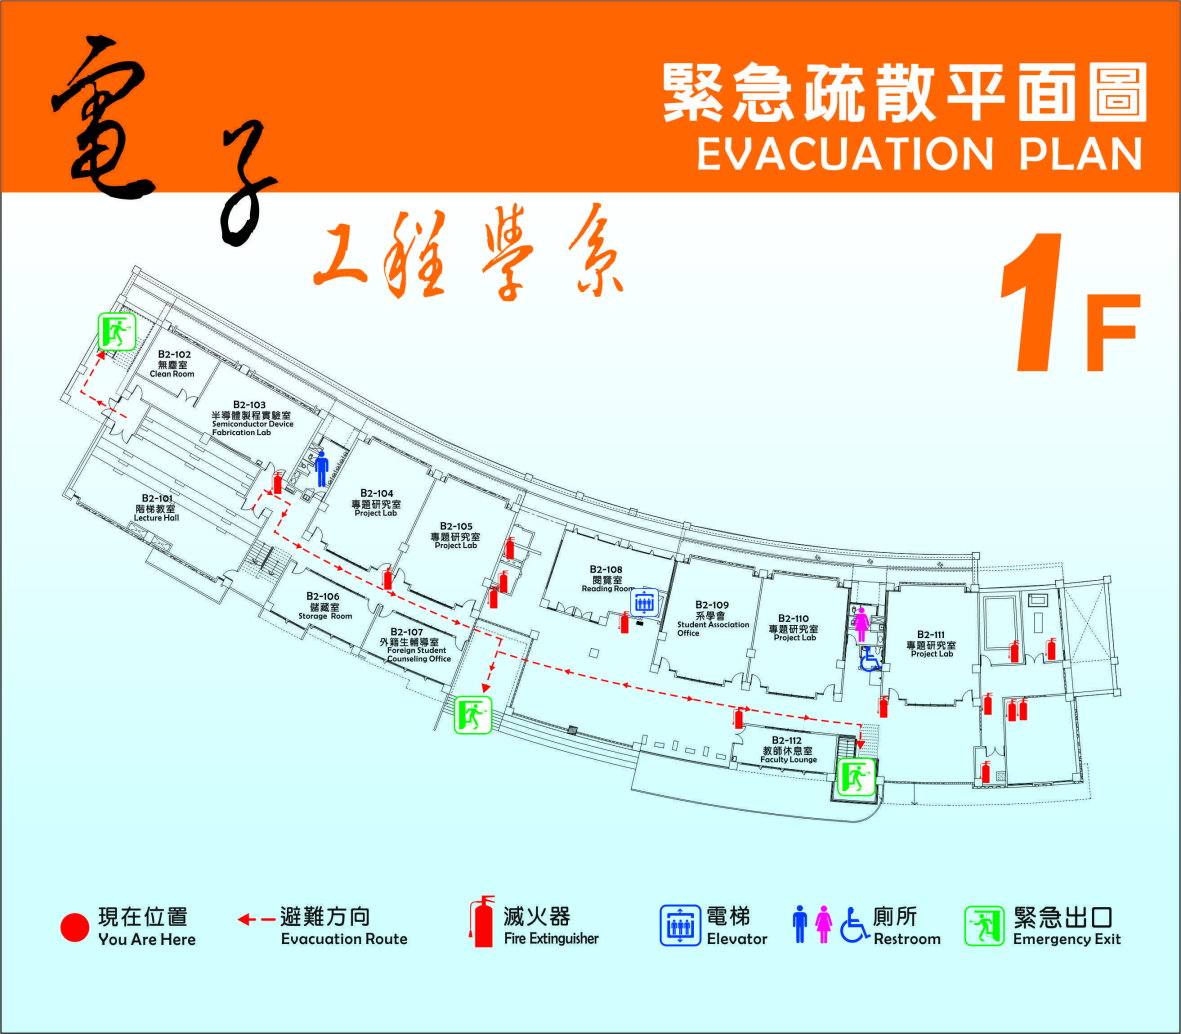 電子
工程學系
緊急疏散平面圖
EVACUATION PLAN
1F
B2-102
無塵室
Clean Room
B2-103
半導體製程實驗室
Semiconductor Device
Fabrication Lab
B2-101
階梯教室
Lecture Hall
B2-104
專題研究室
Project Lab
B2-105
專題研究室
Project Lab
B2-106
儲藏室
Storage Room
B2-107
外籍生輔導室
Foreign Student
Counseling Office
B2-108
閱覽室
Reading Room
B2-109
系學會
Student Association
Office
B2-110
專題研究室
Project Lab
B2-111
專題研究室
Project Lab
B2-112
教師休息室
Faculty Lounge
現在位置
You Are Here
避難方向
Evacuation Route
滅火器
Fire Extinguisher
電梯
Elevator
廁所
Restroom
緊急出口
Emergency Exit